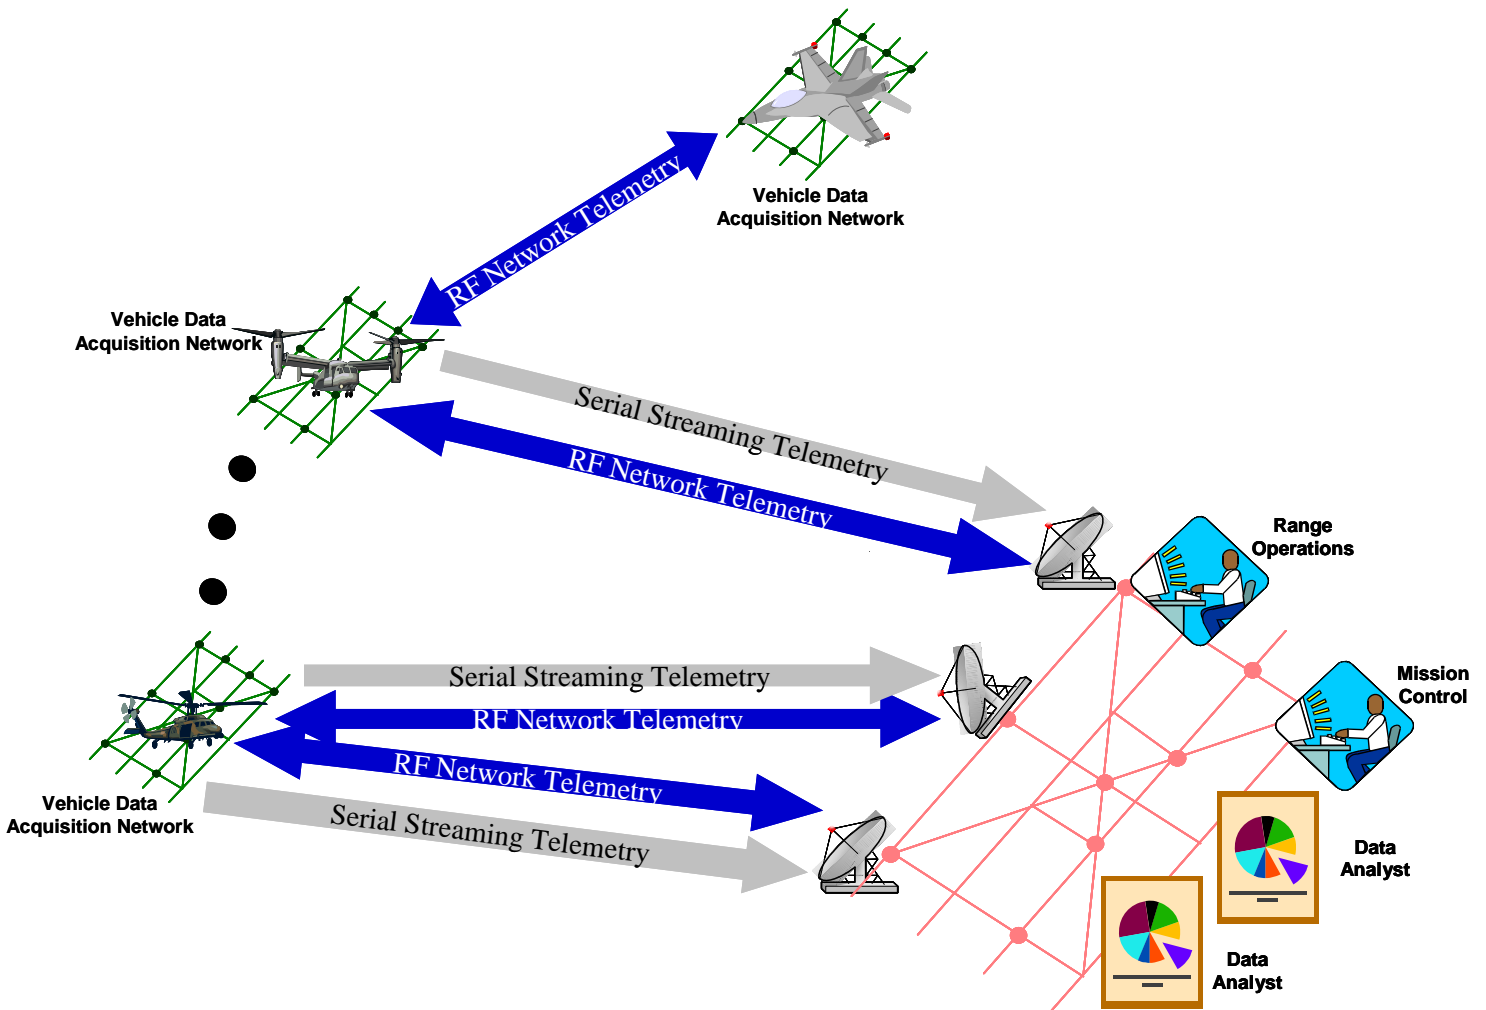 Vehicle Data
Acquisition Network
RF Network Telemetry
Vehicle Data
Acquisition Network
Serial Streaming Telemetry
RF Network Telemetry
Range
Operations
Serial Streaming Telemetry
RF Network Telemetry
Mission
Control
RF Network Telemetry
Serial Streaming Telemetry
Vehicle Data
Acquisition Network
Data
Analyst
Data
Analyst